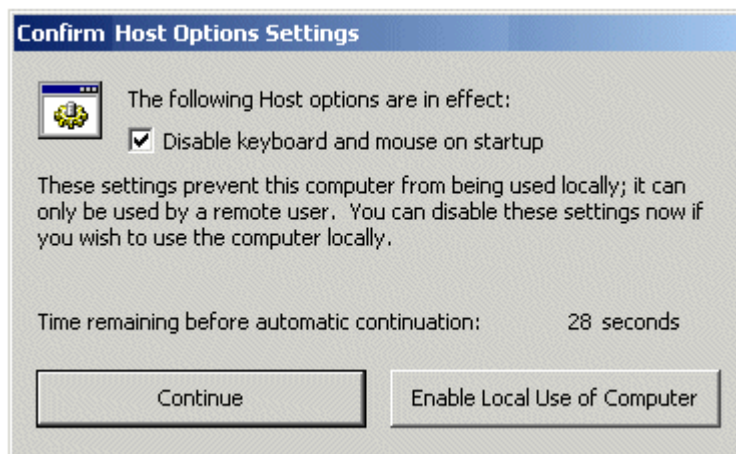 Confirm Host Options Settings
The following Host options are in effect:
Disable keyboard and mouse on startup
These settings prevent this computer from being used locally; it can
only be used by a remote user.  You can disable these settings now if
you wish to use the computer locally.
Time remaining before automatic continuation: 28 seconds
Continue
Enable Local Use of Computer